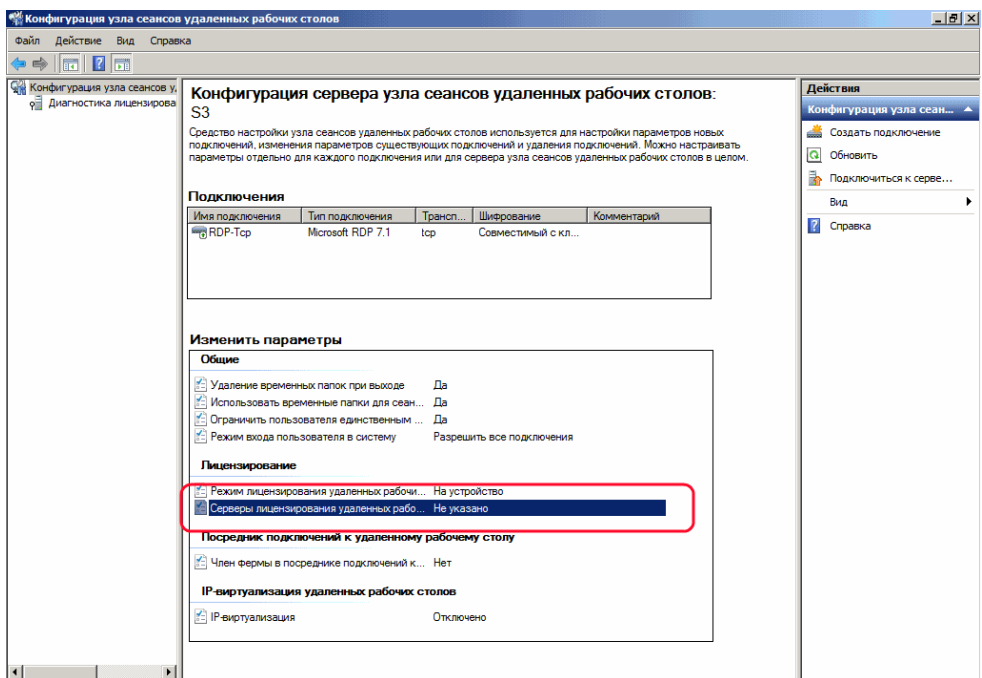 Конфигурация узла сеансов удаленных рабочих столов
Файл Действие Вид Справка
Конфигурация узла сеансов у,
Диагностика лицензирова
Конфигурация сервера узла сеансов удаленных рабочих столов:
S3
Средство настройки узла сеансов удаленных рабочих столов используется для настройки параметров новых
подключений, изменения параметров существующих подключений и удаления подключений. Можно настраивать
параметры отдельно для каждого подключения или для сервера узла сеансов удаленных рабочих столов в целом.
Подключения
Имя подключения Тип подключения Трансп... Шифрование Комментарий
RDP-Tcp Microsoft RDP 7.1 tcp Совместимый с кл...
Изменить параметры
Общие
Удаление временных папок при выходе Да
Использовать временные папки для сеан... Да
Ограничить пользователя единственным ... Да
Режим входа пользователя в систему Разрешить все подключения
Лицензирование
Режим лицензирования удаленных рабочи... На устройство
Серверы лицензирования удаленных рабо... Не указано
Посредник подключений к удаленному рабочему столу
Член фермы в посреднике подключений к... Нет
IP-виртуализация удаленных рабочих столов
IP-виртуализация Отключено
Действия
Конфигурация узла сеан...
Создать подключение
Обновить
Подключиться к серве...
Вид
Справка